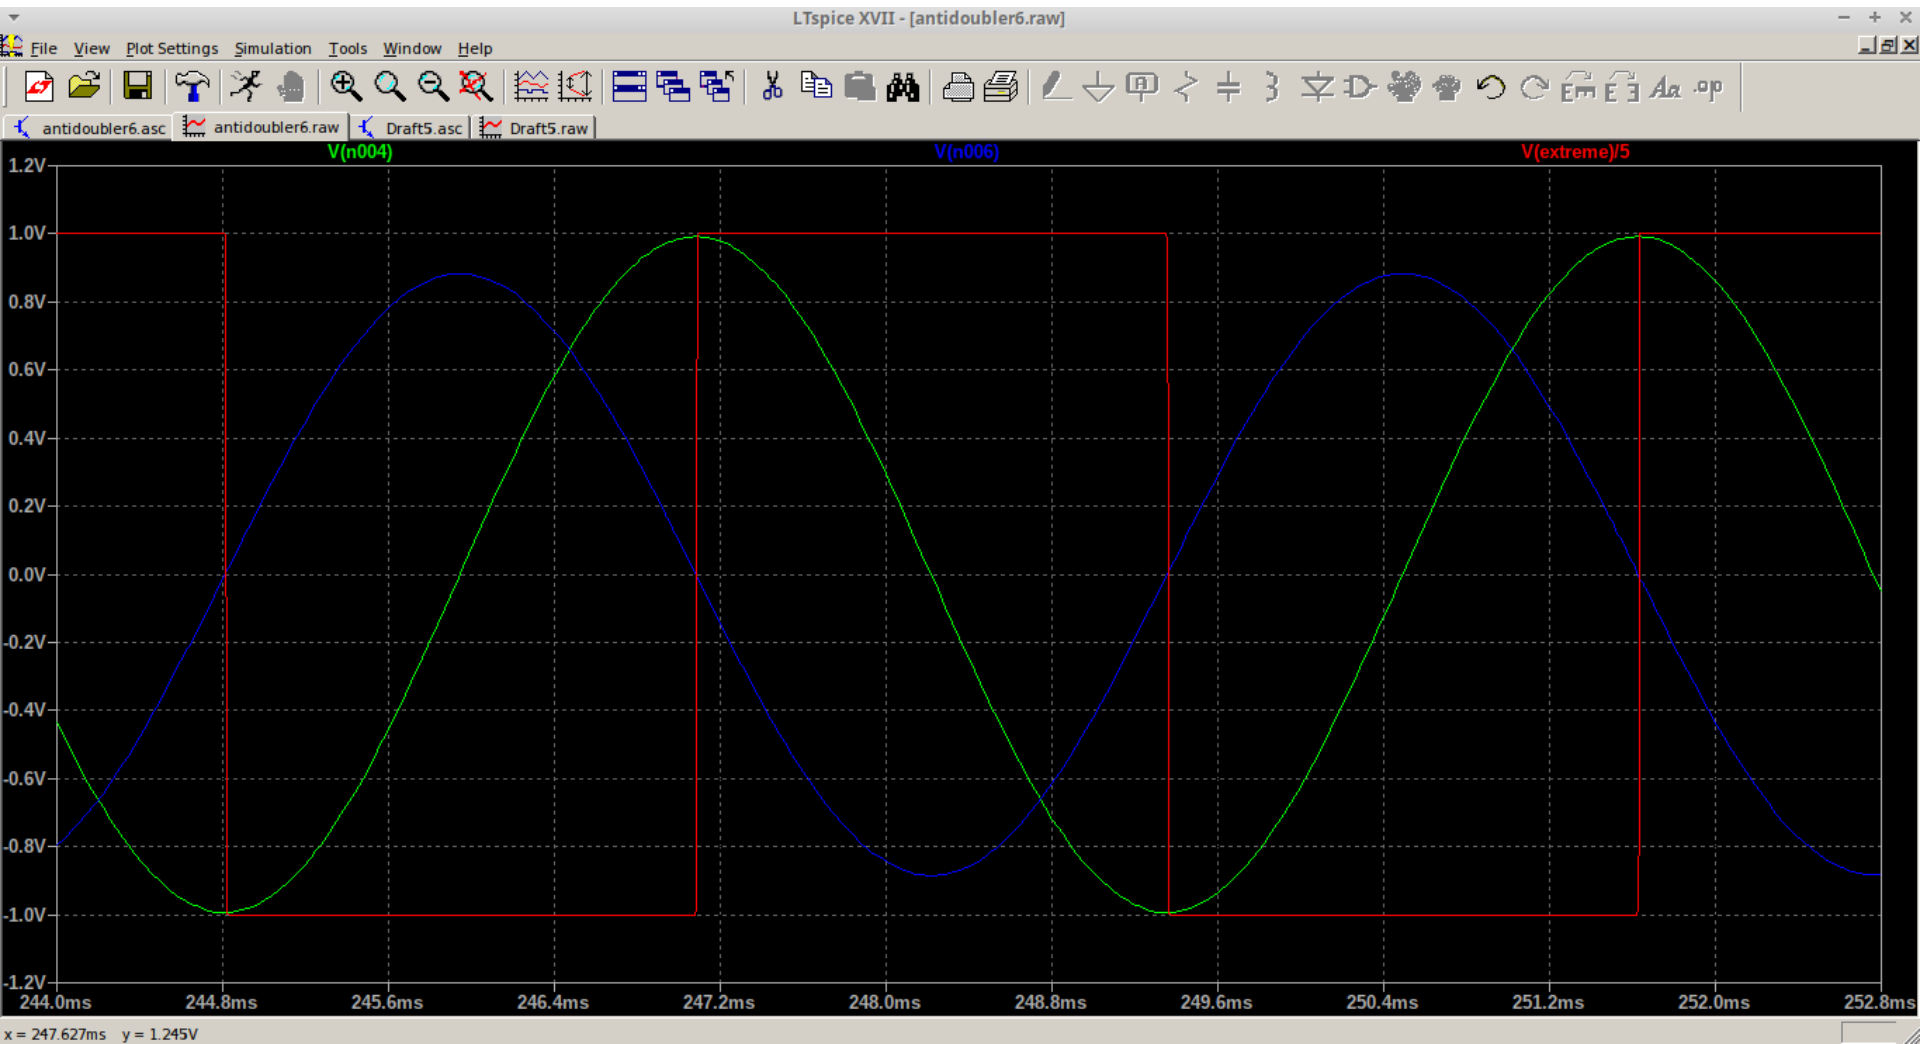 LTspice XVII - [antidoubler6.raw]
File View Plot Settings Simulation Tools Window Help
antidoubler6.asc antidoubler6.raw Draft5.asc Draft5.raw
V(n004) V(n006) V(extreme)/5
1.2V
1.0V
0.8V
0.6V
0.4V
0.2V
0.0V
-0.2V
-0.4V
-0.6V
-0.8V
-1.0V
-1.2V
244.0ms 244.8ms 245.6ms 246.4ms 247.2ms 248.0ms 248.8ms 249.6ms 250.4ms 251.2ms 252.0ms 252.8ms
x = 247.627ms y = 1.245V